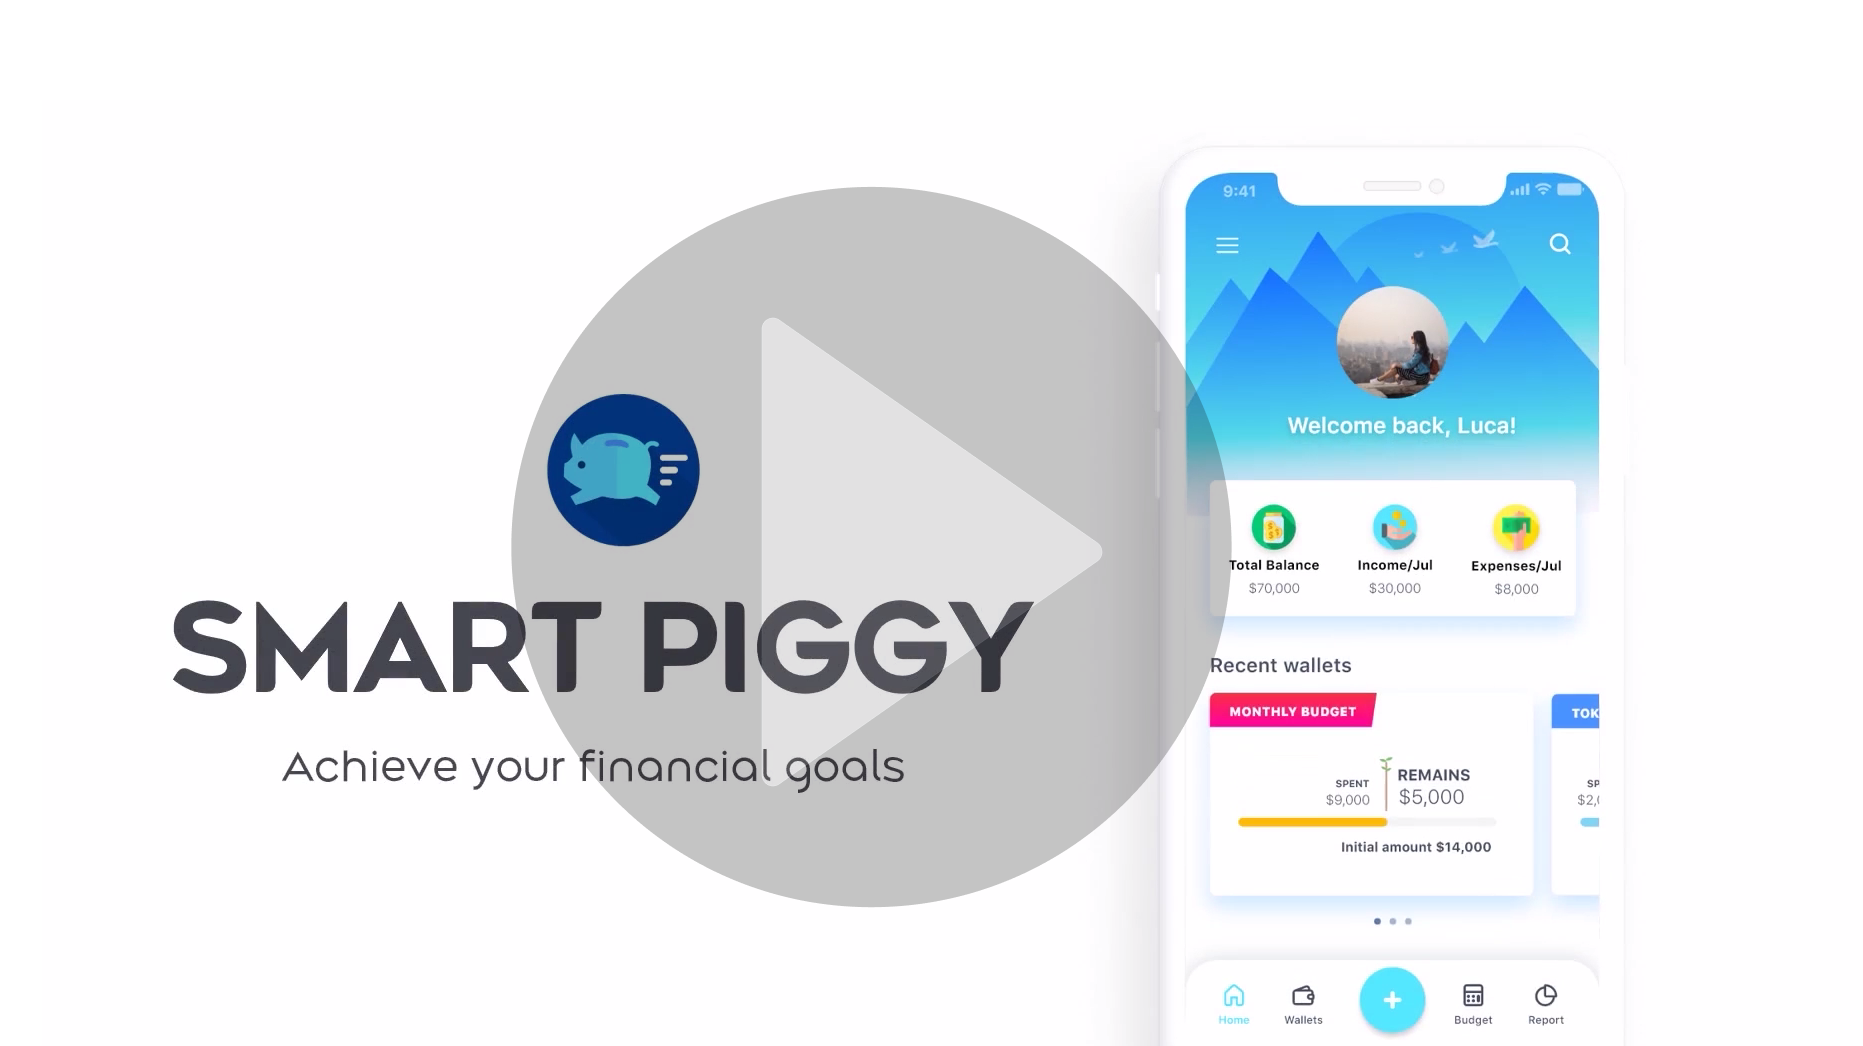 SMART PIGGY
Achieve your financial goals
9:41
Welcome back, Luca!
Total Balance
$70,000
Income/Jul
$30,000
Expenses/Jul
$8,000
Recent wallets
MONTHLY BUDGET
SPENT
$9,000
REMAINS
$5,000
Initial amount $14,000
TOK
SP
$2,0
Home
Wallets
Budget
Report